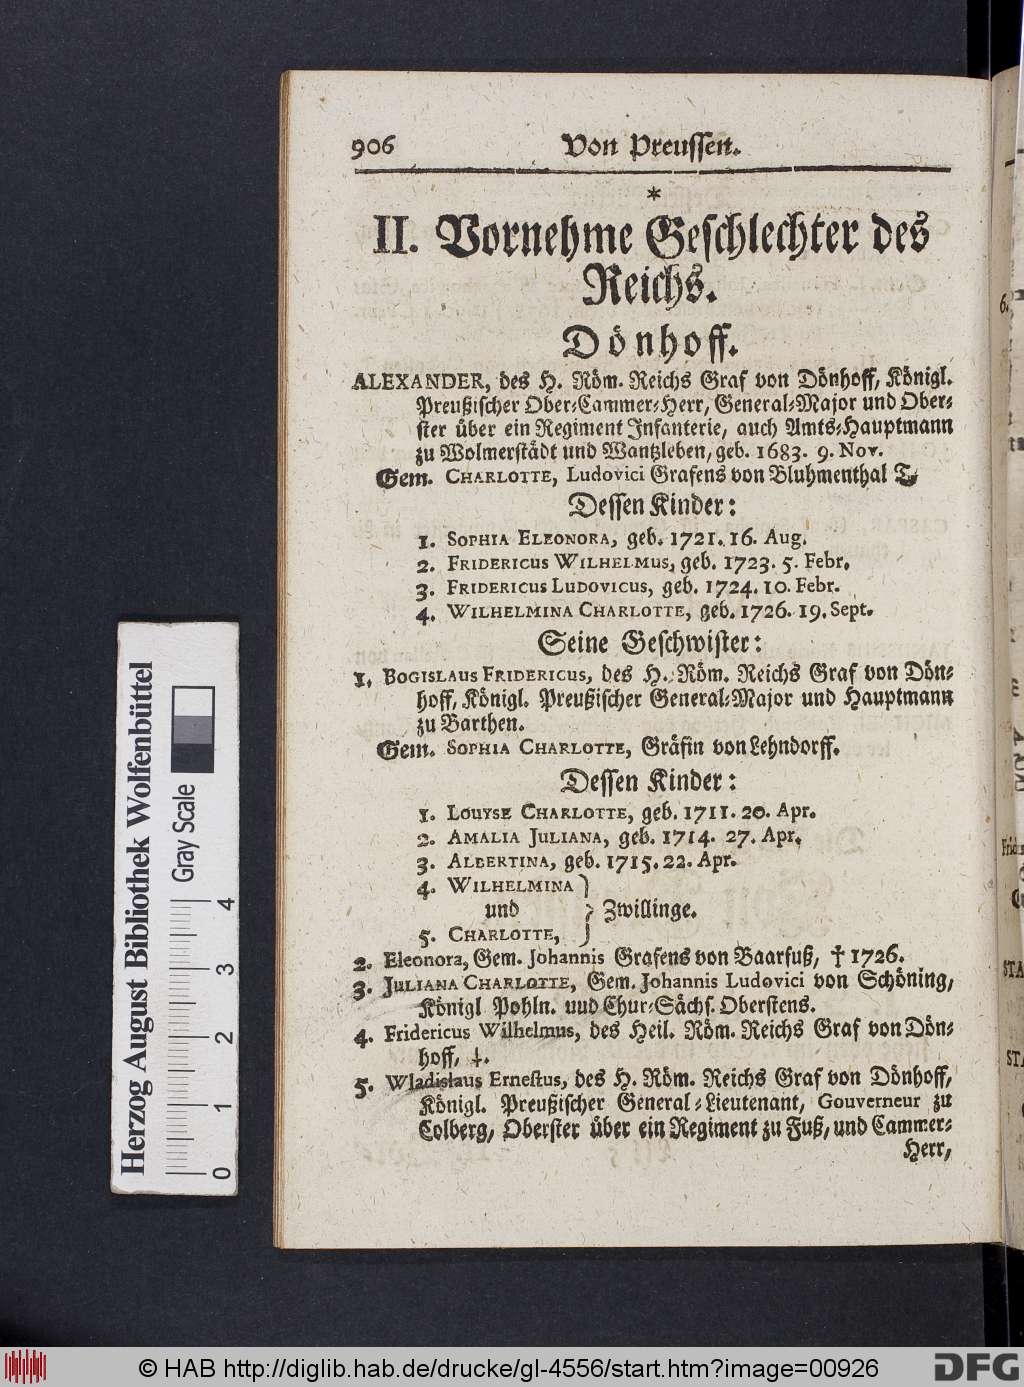 906 Von Preussen.
*
II. Vornehme Geschlechter des
Reichs.
Dönhoff.
ALEXANDER, des H. Röm. Reichs Graf von Dönhoff, Königl.
Preußischer Ober-Cammer-Herr, General-Major und Ober-
ster über ein Regiment Infanterie, auch Amts-Hauptmann
zu Wolmerstädt und Wantzleben, geb. 1683. 9. Nov.
Gem. CHARLOTTE, Ludovici Grafens von Bluhmenthal T.
Dessen Kinder:
1. SOPHIA ELEONORA, geb. 1721. 16. Aug.
2. FRIDERICUS WILHELMUS, geb. 1723. 5. Febr.
3. FRIDERICUS LUDOVICUS, geb. 1724. 10. Febr.
4. WILHELMINA CHARLOTTE, geb. 1726. 19. Sept.
Seine Geschwister:
1. BOGISLAUS FRIDERICUS, des H. Röm. Reichs Graf von Dön-
hoff, Königl. Preußischer General-Major und Hauptmann
zu Barthen.
Gem. SOPHIA CHARLOTTE, Gräfin von Lehndorff.
Dessen Kinder:
1. LOUYSE CHARLOTTE, geb. 1711. 20. Apr.
2. AMALIA JULIANA, geb. 1714. 27. Apr.
3. ALBERTINA, geb. 1715. 22. Apr.
4. WILHELMINA
und } Zwillinge.
5. CHARLOTTE,
2. Eleonora, Gem. Johannis Grafens von Baarfuß, † 1726.
3. JULIANA CHARLOTTE, Gem. Johannis Ludovici von Schöning,
Königl Pohln. uud Chur-Sächs. Oberstens.
4. Fridericus Wilhelmus, des Heil. Röm. Reichs Graf von Dön-
hoff, †.
5. Wladislaus Ernestus, des H. Röm. Reichs Graf von Dönhoff,
Königl. Preußischer General-Lieutenant, Gouverneur zu
Colberg, Oberster über ein Regiment zu Fuß, und Cammer-
Herr,
Herzog August Bibliothek Wolfenbüttel
Gray Scale
0 1 2 3 4
© HAB http://diglib.hab.de/drucke/gl-4556/start.htm?image=00926
DFG